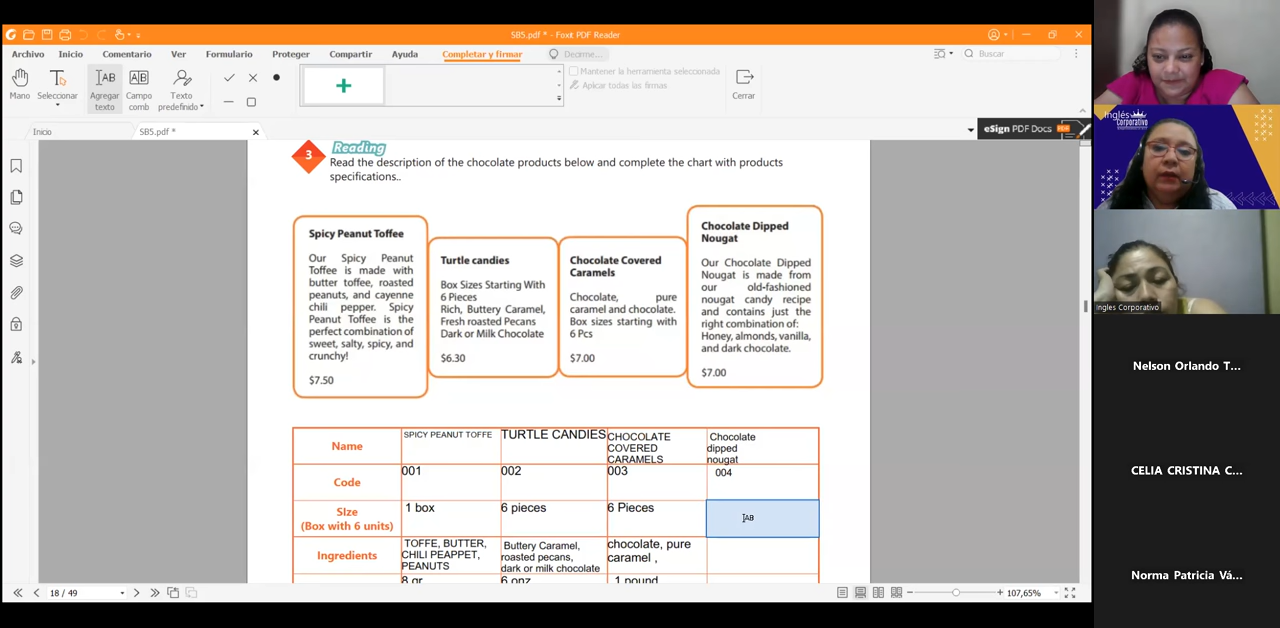 SB5.pdf * - Foxit PDF Reader
Archivo Inicio Comentario Ver Formulario Proteger Compartir Ayuda Completar y firmar Decirme... Buscar
Mano Seleccionar Agregar texto Campo comb Texto predefinido
Mantener la herramienta seleccionada
Aplicar todas las firmas
Cerrar
Inicio SB5.pdf * eSign PDF Docs
3 Reading
Read the description of the chocolate products below and complete the chart with products
specifications..
Spicy Peanut Toffee
Our Spicy Peanut
Toffee is made with
butter toffee, roasted
peanuts, and cayenne
chili pepper. Spicy
Peanut Toffee is the
perfect combination of
sweet, salty, spicy, and
crunchy!
$7.50
Turtle candies
Box Sizes Starting With
6 Pieces
Rich, Buttery Caramel,
Fresh roasted Pecans
Dark or Milk Chocolate
$6.30
Chocolate Covered
Caramels
Chocolate, pure
caramel and chocolate.
Box sizes starting with
6 Pcs
$7.00
Chocolate Dipped
Nougat
Our Chocolate Dipped
Nougat is made from
our old-fashioned
nougat candy recipe
and contains just the
right combination of:
Honey, almonds, vanilla,
and dark chocolate.
$7.00
Name
SPICY PEANUT TOFFE
TURTLE CANDIES
CHOCOLATE
COVERED
CARAMELS
Chocolate
dipped
nougat
Code 001 002 003 004
SIze
(Box with 6 units)
1 box 6 pieces 6 Pieces
Ingredients
TOFFE, BUTTER,
CHILI PEAPPET,
PEANUTS
Buttery Caramel,
roasted pecans,
dark or milk chocolate
chocolate, pure
caramel ,
8 gr 6 onz 1 pound
18 / 49
107,65%
Inglés
Corporativo
Ingles Corporativo
Nelson Orlando T...
CELIA CRISTINA C...
Norma Patricia Vá...